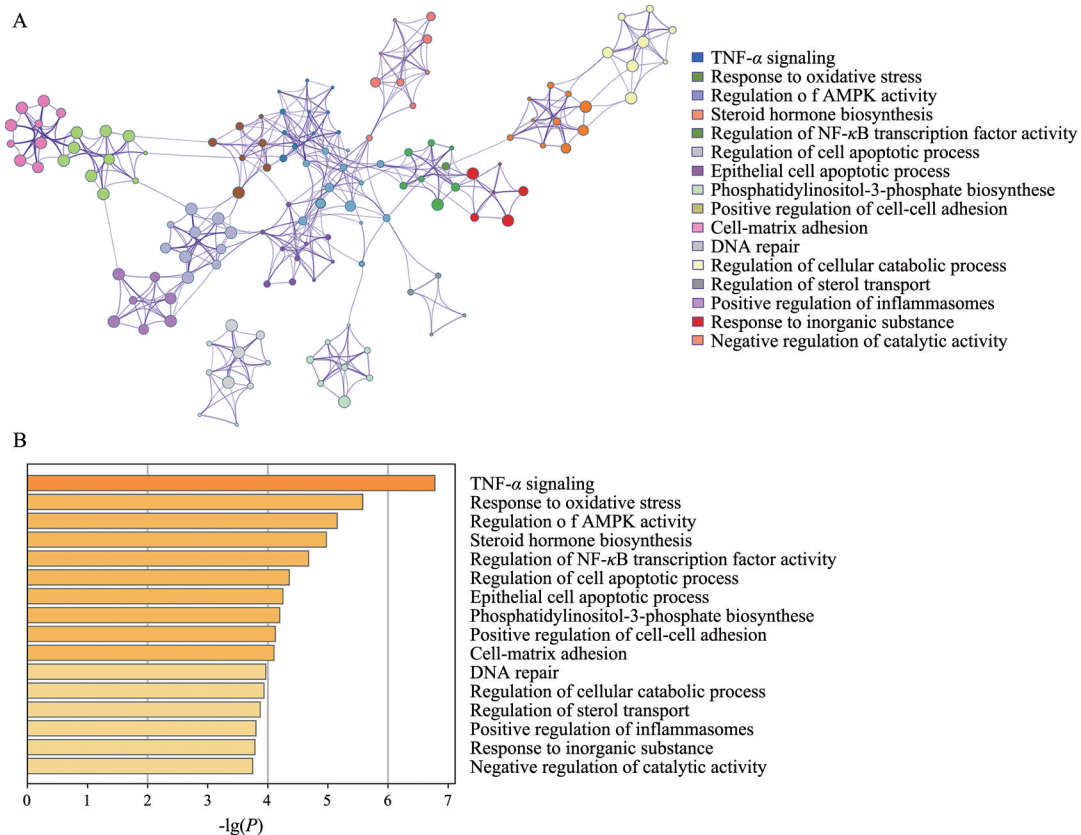 A
TNF-α signaling
Response to oxidative stress
Regulation o f AMPK activity
Steroid hormone biosynthesis
Regulation of NF-κB transcription factor activity
Regulation of cell apoptotic process
Epithelial cell apoptotic process
Phosphatidylinositol-3-phosphate biosynthese
Positive regulation of cell-cell adhesion
Cell-matrix adhesion
DNA repair
Regulation of cellular catabolic process
Regulation of sterol transport
Positive regulation of inflammasomes
Response to inorganic substance
Negative regulation of catalytic activity
B
TNF-α signaling
Response to oxidative stress
Regulation o f AMPK activity
Steroid hormone biosynthesis
Regulation of NF-κB transcription factor activity
Regulation of cell apoptotic process
Epithelial cell apoptotic process
Phosphatidylinositol-3-phosphate biosynthese
Positive regulation of cell-cell adhesion
Cell-matrix adhesion
DNA repair
Regulation of cellular catabolic process
Regulation of sterol transport
Positive regulation of inflammasomes
Response to inorganic substance
Negative regulation of catalytic activity
0 1 2 3 4 5 6 7
-lg(P)